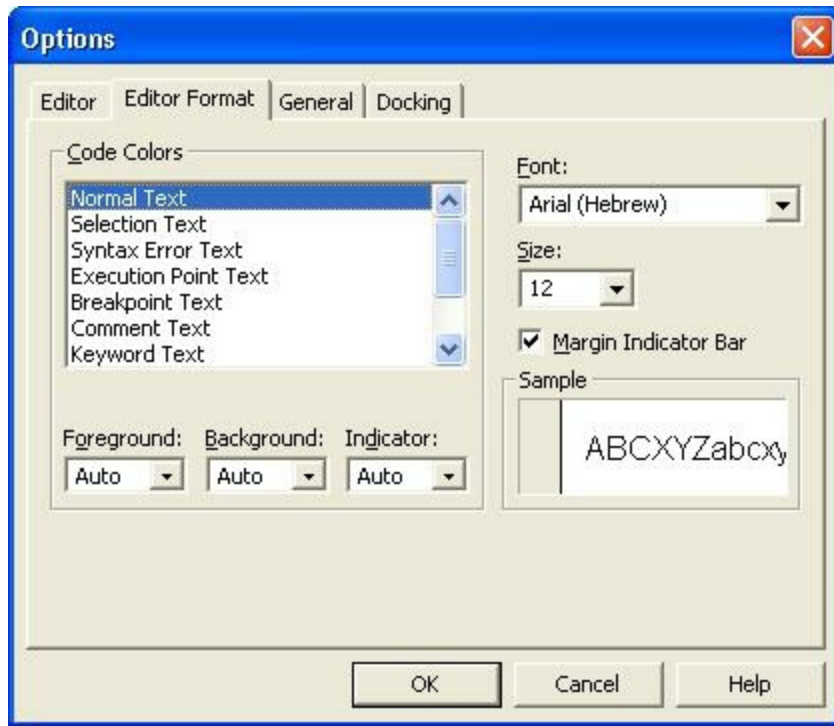 Options
Editor Editor Format General Docking
Code Colors
Normal Text
Selection Text
Syntax Error Text
Execution Point Text
Breakpoint Text
Comment Text
Keyword Text
Foreground: Background: Indicator:
Auto Auto Auto
Font:
Arial (Hebrew)
Size:
12
Margin Indicator Bar
Sample
ABCXYZabcxy
OK Cancel Help